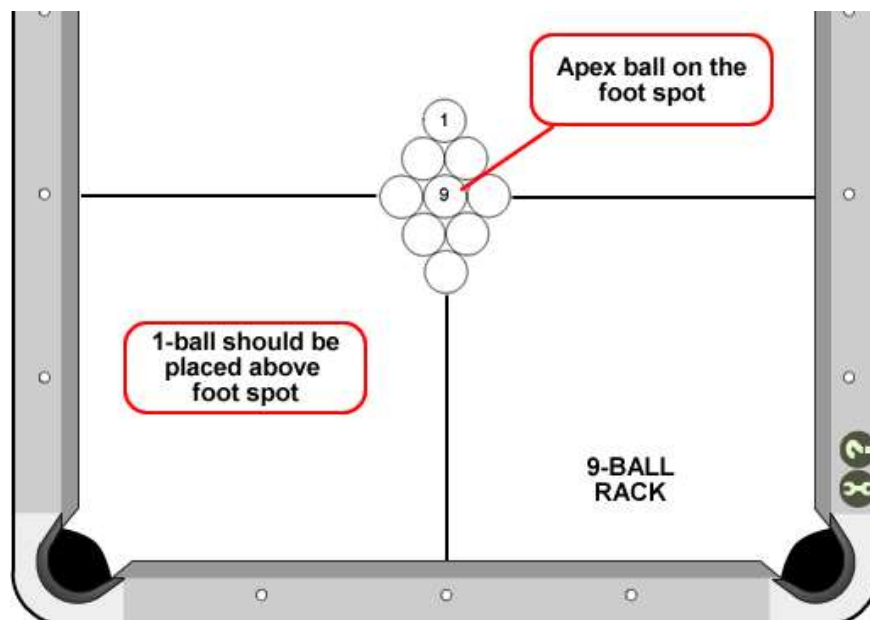 Apex ball on the
foot spot
1
9
1-ball should be
placed above
foot spot
9-BALL
RACK
?